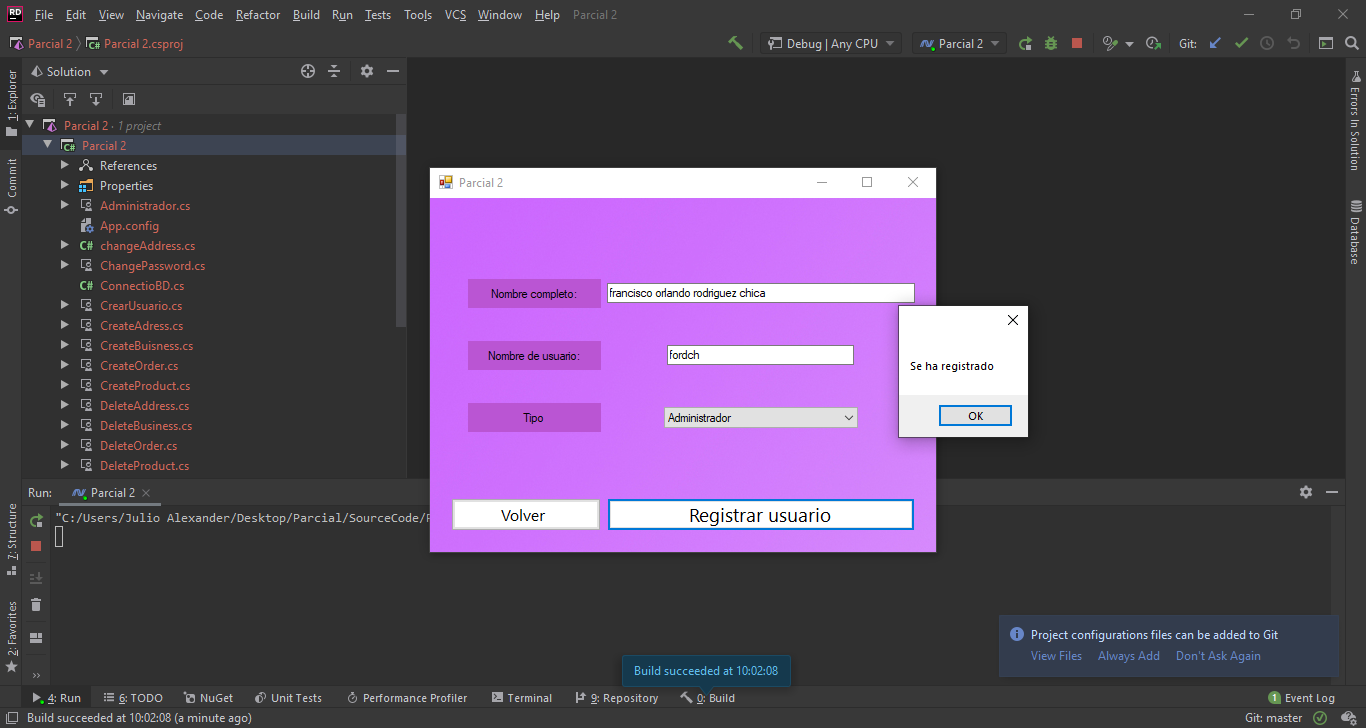 RD File Edit View Navigate Code Refactor Build Run Tests Tools VCS Window Help Parcial 2
Parcial 2 Parcial 2.csproj Debug | Any CPU Parcial 2 Git:
Solution
1: Explorer
Commit
7: Structure
2: Favorites
Parcial 2 · 1 project
Parcial 2
References
Properties
Administrador.cs
App.config
changeAddress.cs
ChangePassword.cs
ConnectioBD.cs
CrearUsuario.cs
CreateAdress.cs
CreateBuisness.cs
CreateOrder.cs
CreateProduct.cs
DeleteAddress.cs
DeleteBusiness.cs
DeleteOrder.cs
DeleteProduct.cs
Parcial 2
Nombre completo: francisco orlando rodriguez chica
Nombre de usuario: fordch
Tipo Administrador
Volver Registrar usuario
Se ha registrado
OK
Errors In Solution
Database
Run: Parcial 2
"C:/Users/Julio Alexander/Desktop/Parcial/SourceCode/
Project configurations files can be added to Git
View Files Always Add Don't Ask Again
Build succeeded at 10:02:08
4: Run 6: TODO NuGet Unit Tests Performance Profiler Terminal 9: Repository 0: Build 1 Event Log
Build succeeded at 10:02:08 (a minute ago) Git: master